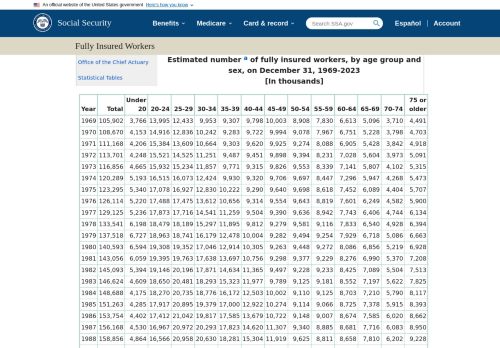 An official website of the United States government Here's how you know
Social Security
Benefits
Medicare
Card & record
Search SSA.gov
Español
Account
Fully Insured Workers
Office of the Chief Actuary
Statistical Tables
Estimated number a of fully insured workers, by age group and
sex, on December 31, 1969-2023
[In thousands]
Year Total Under 20 20-24 25-29 30-34 35-39 40-44 45-49 50-54 55-59 60-64 65-69 70-74 75 or older
1969 105,902 3,766 13,995 12,433 9,953 9,307 9,798 10,003 8,908 7,830 6,613 5,096 3,710 4,491
1970 108,670 4,153 14,916 12,836 10,242 9,283 9,722 9,994 9,078 7,967 6,751 5,228 3,798 4,703
1971 111,168 4,206 15,384 13,609 10,664 9,303 9,620 9,925 9,274 8,088 6,905 5,428 3,842 4,918
1972 113,701 4,248 15,521 14,525 11,251 9,487 9,451 9,898 9,394 8,231 7,028 5,604 3,973 5,091
1973 116,856 4,665 15,932 15,234 11,857 9,771 9,315 9,826 9,553 8,339 7,141 5,807 4,102 5,315
1974 120,289 5,193 16,515 16,073 12,424 9,930 9,320 9,706 9,697 8,447 7,296 5,947 4,268 5,473
1975 123,295 5,340 17,078 16,927 12,830 10,222 9,290 9,640 9,698 8,618 7,452 6,089 4,404 5,707
1976 126,114 5,220 17,488 17,475 13,612 10,656 9,314 9,554 9,643 8,819 7,601 6,249 4,582 5,900
1977 129,125 5,236 17,873 17,716 14,541 11,259 9,504 9,390 9,636 8,942 7,743 6,406 4,744 6,134
1978 133,541 6,198 18,479 18,189 15,297 11,895 9,812 9,279 9,581 9,116 7,833 6,540 4,928 6,394
1979 137,518 6,727 18,963 18,741 16,179 12,478 10,004 9,282 9,494 9,254 7,929 6,718 5,086 6,663
1980 140,593 6,594 19,308 19,352 17,046 12,914 10,305 9,263 9,448 9,272 8,086 6,856 5,219 6,928
1981 143,056 6,059 19,395 19,763 17,638 13,697 10,756 9,298 9,377 9,229 8,276 6,990 5,370 7,208
1982 145,093 5,394 19,146 20,196 17,871 14,634 11,365 9,497 9,228 9,233 8,425 7,089 5,504 7,513
1983 146,624 4,609 18,650 20,481 18,293 15,323 11,997 9,789 9,125 9,181 8,552 7,197 5,622 7,825
1984 148,688 4,175 18,270 20,735 18,776 16,172 12,503 10,002 9,125 9,125 8,703 7,210 5,790 8,117
1985 151,263 4,285 17,917 20,895 19,379 17,000 12,922 10,274 9,114 9,066 8,725 7,378 5,915 8,393
1986 153,754 4,402 17,412 21,042 19,817 17,585 13,679 10,722 9,148 9,007 8,674 7,585 6,020 8,662
1987 156,168 4,530 16,967 20,972 20,293 17,823 14,620 11,307 9,340 8,885 8,681 7,716 6,083 8,950
1988 158,856 4,864 16,566 20,958 20,630 18,281 15,304 11,919 9,625 8,811 8,658 7,810 6,202 9,228